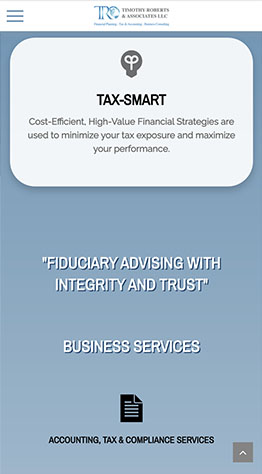 TIMOTHY ROBERTS
& ASSOCIATES LLC
Financial Planning · Tax & Accounting · Business Consulting
TAX-SMART
Cost-Efficient, High-Value Financial Strategies are
used to minimize your tax exposure and maximize
your performance.
"FIDUCIARY ADVISING WITH
INTEGRITY AND TRUST"
BUSINESS SERVICES
ACCOUNTING, TAX & COMPLIANCE SERVICES